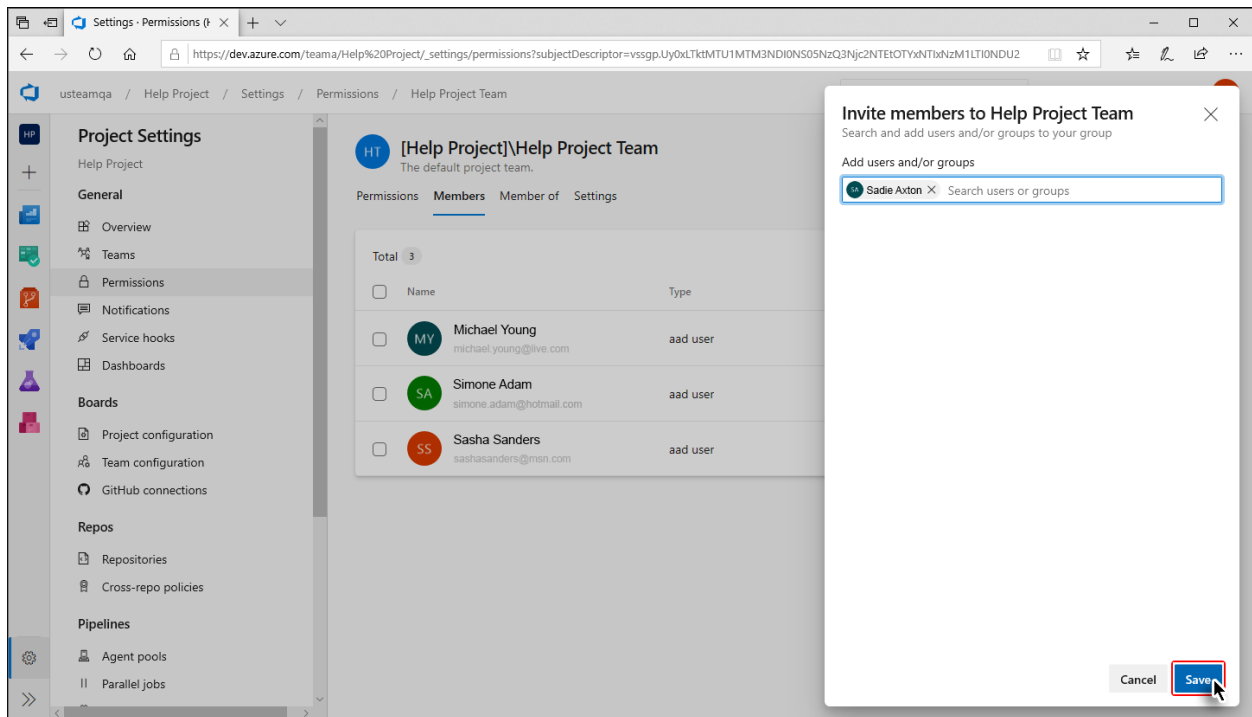 Settings · Permissions (H
https://dev.azure.com/teama/Help%20Project/_settings/permissions?subjectDescriptor=vssgp.Uy0xLTktMTU1MTM3NDI0NS05NzQ3Njc2NTEtOTYxNTIxNzM1LTI0NDU2
usteamqa / Help Project / Settings / Permissions / Help Project Team
HP
Project Settings
Help Project
General
Overview
Teams
Permissions
Notifications
Service hooks
Dashboards
Boards
Project configuration
Team configuration
GitHub connections
Repos
Repositories
Cross-repo policies
Pipelines
Agent pools
Parallel jobs
HT
[Help Project]\Help Project Team
The default project team.
Permissions Members Member of Settings
Total 3
Name Type
MY Michael Young aad user
michael.young@live.com
SA Simone Adam aad user
simone.adam@hotmail.com
SS Sasha Sanders aad user
sashasanders@msn.com
Invite members to Help Project Team
Search and add users and/or groups to your group
Add users and/or groups
SA Sadie Axton Search users or groups
Cancel Save